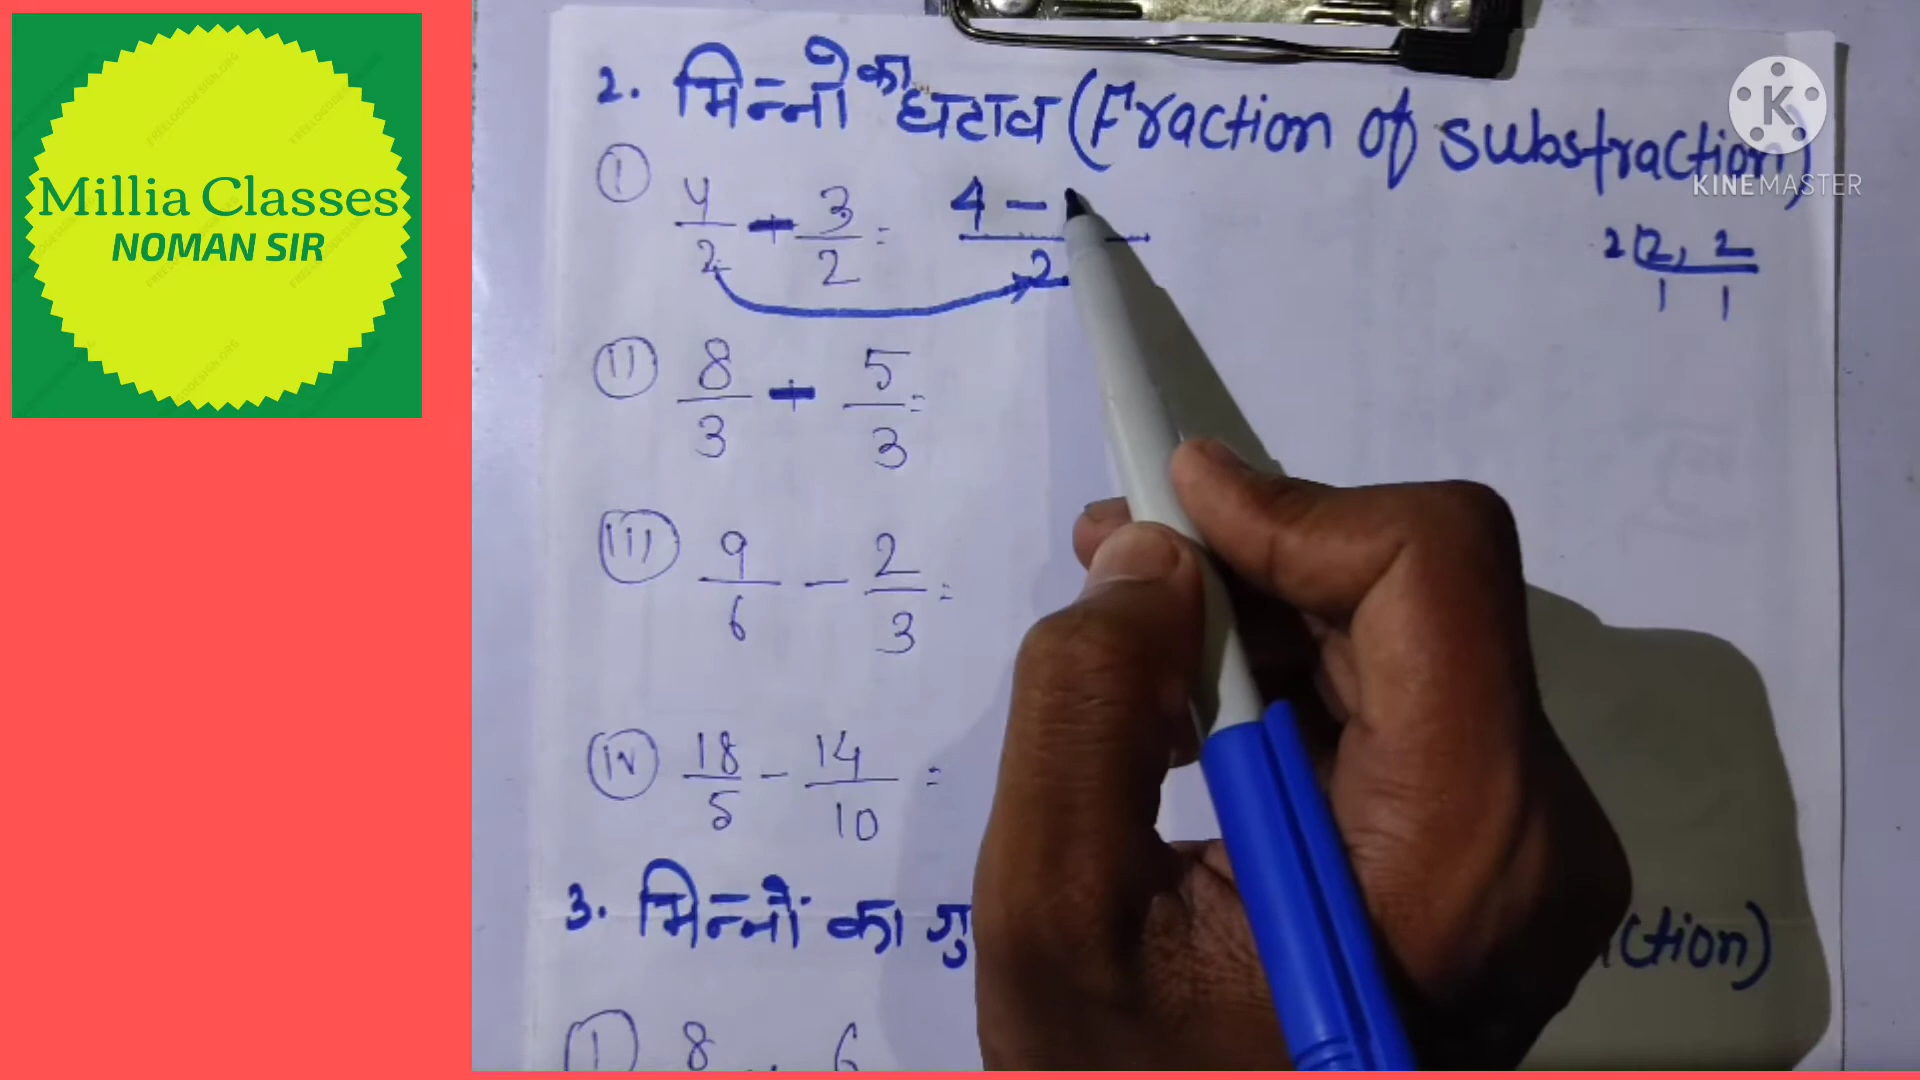 Millia Classes
NOMAN SIR
KINEMASTER
2. भिन्नो का घटाव (Fraction of substraction)
(i) 4/2 - 3/2 = 4 -
2
2 | 2, 2
1 1
(ii) 8/3 - 5/3 =
(iii) 9/6 - 2/3 =
(iv) 18/5 - 14/10 =
3. भिन्नों का गु ction)
(i) 8 6